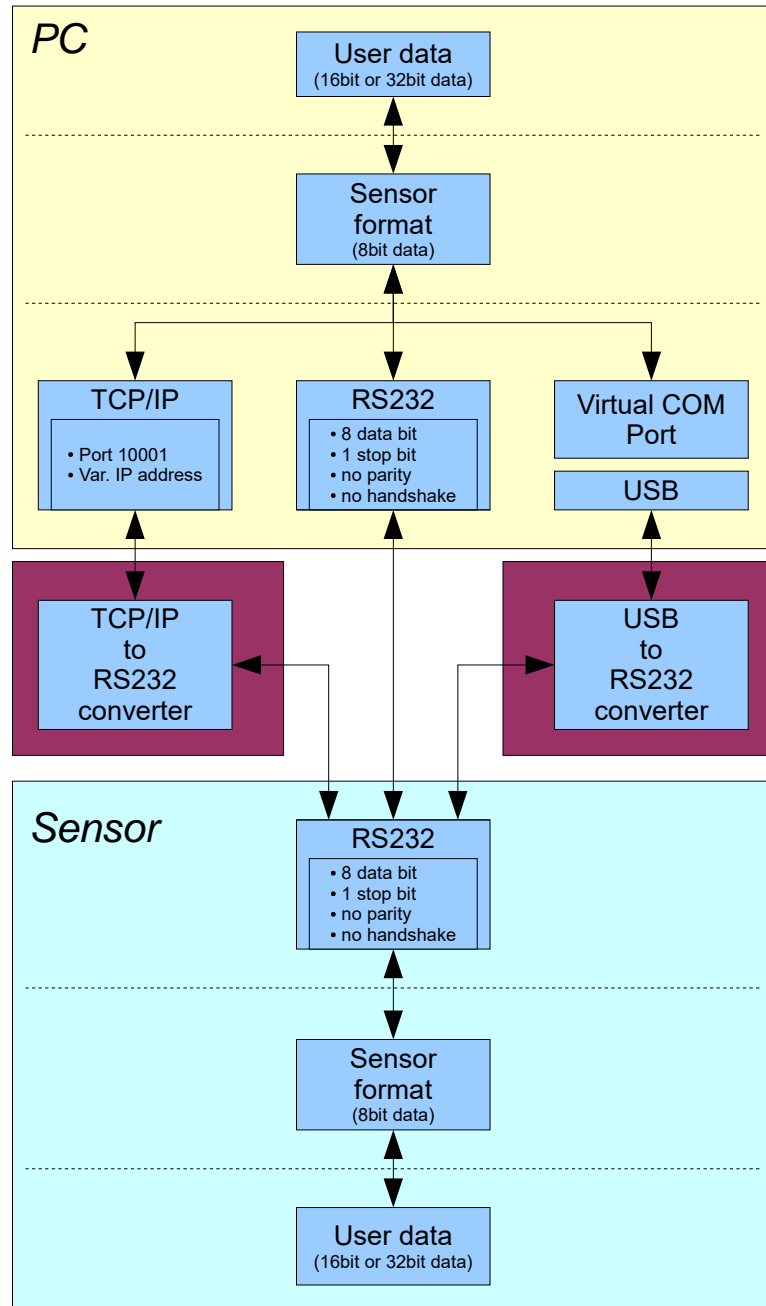 PC
User data
(16bit or 32bit data)
Sensor
format
(8bit data)
TCP/IP
• Port 10001
• Var. IP address
RS232
• 8 data bit
• 1 stop bit
• no parity
• no handshake
Virtual COM
Port
USB
TCP/IP
to
RS232
converter
USB
to
RS232
converter
Sensor
RS232
• 8 data bit
• 1 stop bit
• no parity
• no handshake
Sensor
format
(8bit data)
User data
(16bit or 32bit data)